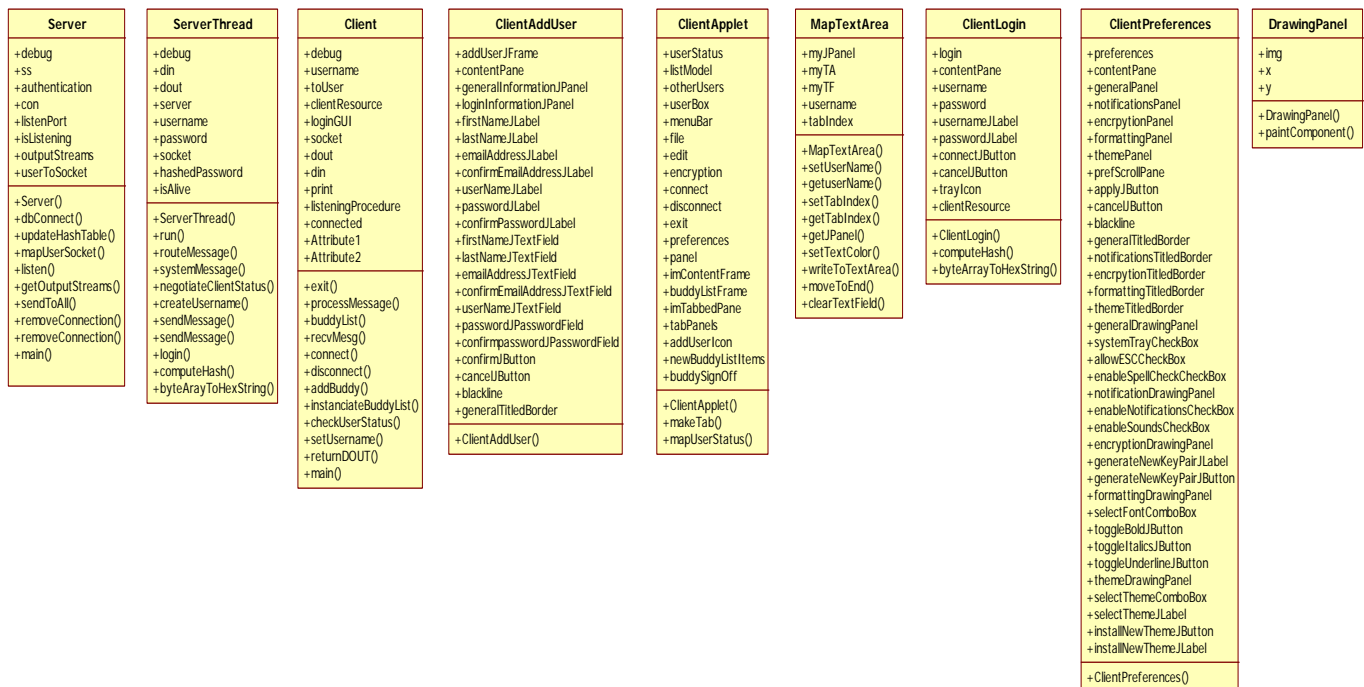 Server
+debug
+ss
+authentication
+con
+listenPort
+isListening
+outputStreams
+userToSocket
+Server()
+dbConnect()
+updateHashTable()
+mapUserSocket()
+listen()
+getOutputStreams()
+sendToAll()
+removeConnection()
+removeConnection()
+main()
ServerThread
+debug
+din
+dout
+server
+username
+password
+socket
+hashedPassword
+isAlive
+ServerThread()
+run()
+routeMessage()
+systemMessage()
+negotiateClientStatus()
+createUsername()
+sendMessage()
+sendMessage()
+login()
+computeHash()
+byteArayToHexString()
Client
+debug
+username
+toUser
+clientResource
+loginGUI
+socket
+dout
+din
+print
+listeningProcedure
+connected
+Attribute1
+Attribute2
+exit()
+processMessage()
+buddyList()
+recvMesg()
+connect()
+disconnect()
+addBuddy()
+instanciateBuddyList()
+checkUserStatus()
+setUsername()
+returnDOUT()
+main()
ClientAddUser
+addUserJFrame
+contentPane
+generalInformationJPanel
+loginInformationJPanel
+firstNameJLabel
+lastNameJLabel
+emailAddressJLabel
+confirmEmailAddressJLabel
+userNameJLabel
+passwordJLabel
+confirmPasswordJLabel
+firstNameJTextField
+lastNameJTextField
+emailAddressJTextField
+confirmEmailAddressJTextField
+userNameJTextField
+passwordJPasswordField
+confirmpasswordJPasswordField
+confirmJButton
+cancelJButton
+blackline
+generalTitledBorder
+ClientAddUser()
ClientApplet
+userStatus
+listModel
+otherUsers
+userBox
+menuBar
+file
+edit
+encryption
+connect
+disconnect
+exit
+preferences
+panel
+imContentFrame
+buddyListFrame
+imTabbedPane
+tabPanels
+addUserIcon
+newBuddyListItems
+buddySignOff
+ClientApplet()
+makeTab()
+mapUserStatus()
MapTextArea
+myJPanel
+myTA
+myTF
+username
+tabIndex
+MapTextArea()
+setUserName()
+getuserName()
+setTabIndex()
+getTabIndex()
+getJPanel()
+setTextColor()
+writeToTextArea()
+moveToEnd()
+clearTextField()
ClientLogin
+login
+contentPane
+username
+password
+usernameJLabel
+passwordJLabel
+connectJButton
+cancelJButton
+trayIcon
+clientResource
+ClientLogin()
+computeHash()
+byteArrayToHexString()
ClientPreferences
+preferences
+contentPane
+generalPanel
+notificationsPanel
+encrpytionPanel
+formattingPanel
+themePanel
+prefScrollPane
+applyJButton
+cancelJButton
+blackline
+generalTitledBorder
+notificationsTitledBorder
+encrpytionTitledBorder
+formattingTitledBorder
+themeTitledBorder
+generalDrawingPanel
+systemTrayCheckBox
+allowESCCheckBox
+enableSpellCheckCheckBox
+notificationDrawingPanel
+enableNotificationsCheckBox
+enableSoundsCheckBox
+encryptionDrawingPanel
+generateNewKeyPairJLabel
+generateNewKeyPairJButton
+formattingDrawingPanel
+selectFontComboBox
+toggleBoldJButton
+toggleItalicsJButton
+toggleUnderlineJButton
+themeDrawingPanel
+selectThemeComboBox
+selectThemeJLabel
+installNewThemeJButton
+installNewThemeJLabel
+ClientPreferences()
DrawingPanel
+img
+x
+y
+DrawingPanel()
+paintComponent()